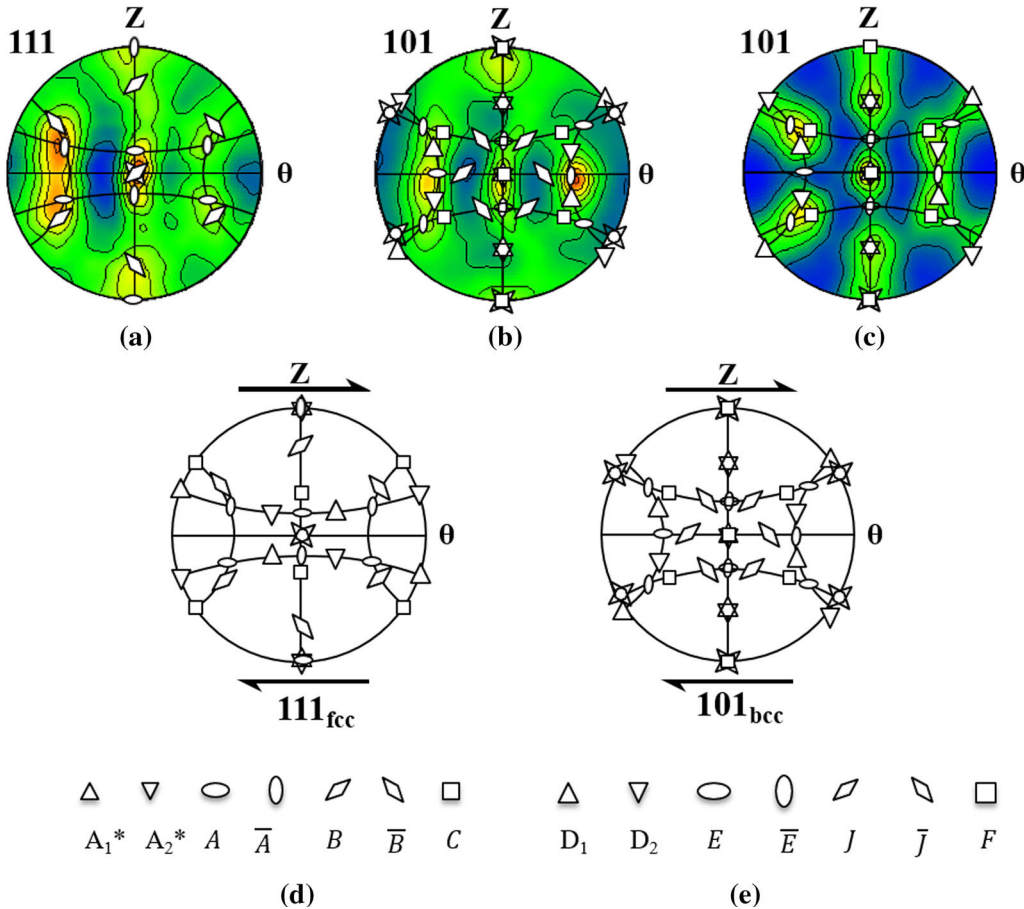 Z Z Z
111 101 101
θ θ θ
(a) (b) (c)
Z Z
θ θ
111fcc 101bcc
A₁* A₂* A A̅ B B̅ C D₁ D₂ E E̅ J J̅ F
(d) (e)